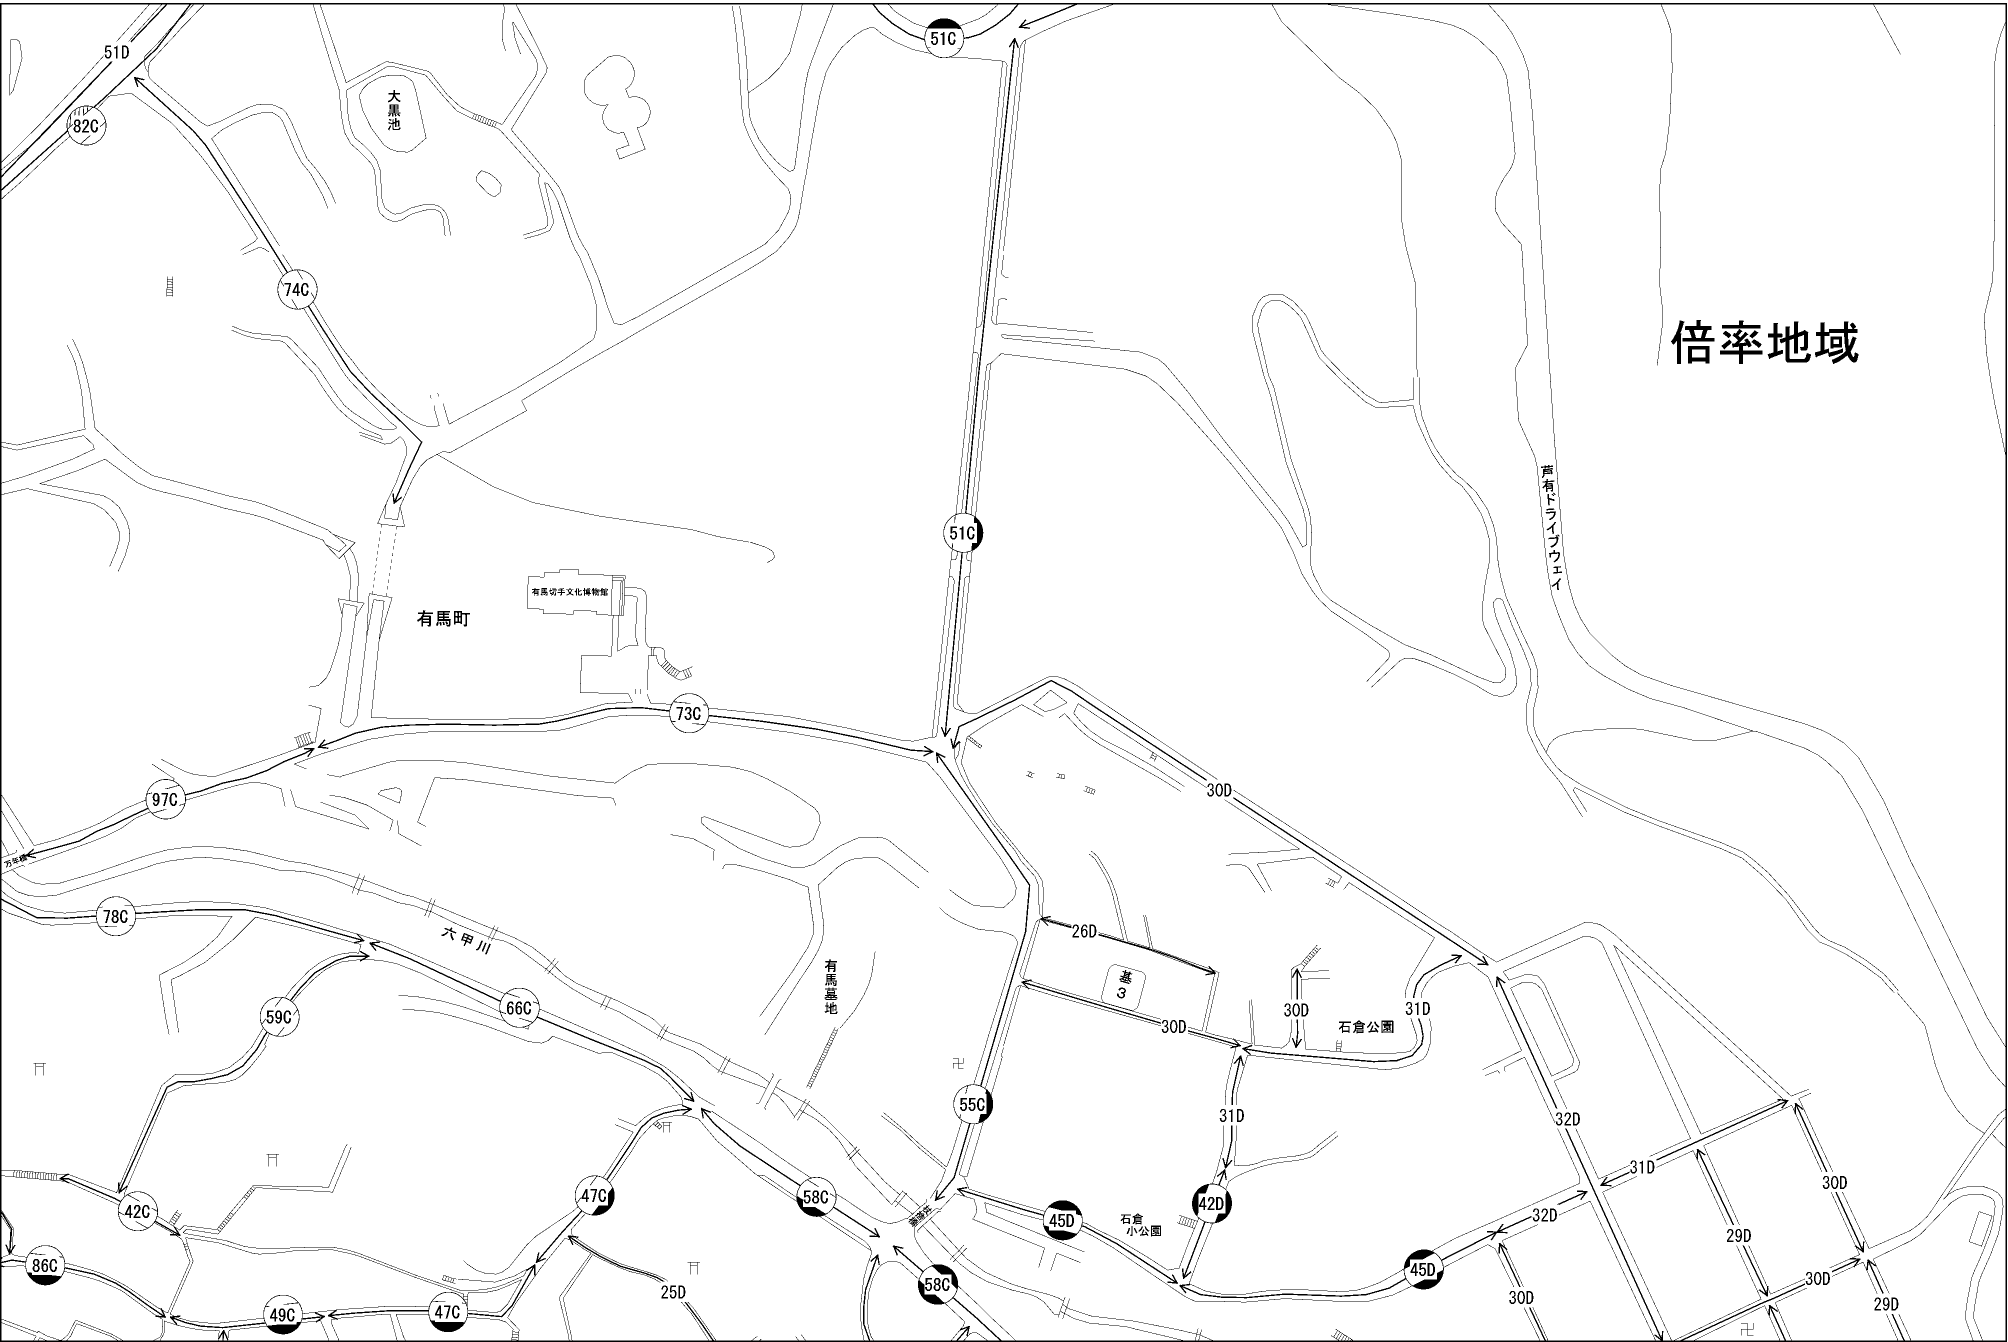 51D
51C
82C
大黒池
74C
倍率地域
芦有ドライブウェイ
51C
有馬切手文化博物館
有馬町
73C
30D
97C
万年橋
78C
六甲川
26D
有馬墓地
基
3
66C
59C
30D
30D
31D
石倉公園
55C
31D
32D
47C
58C
42C
45D
石倉
小公園
42D
31D
30D
32D
29D
86C
25D
58C
45D
30D
30D
29D
49C
47C